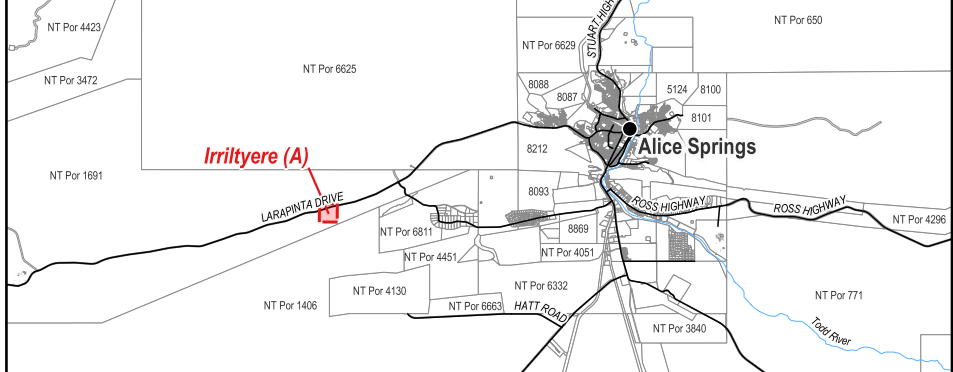 NT Por 4423
NT Por 650
STUART HIGH
NT Por 6629
NT Por 6625
NT Por 3472
8088
8087
5124
8100
8101
Alice Springs
8212
Irriltyere (A)
NT Por 1691
8093
LARAPINTA DRIVE
ROSS HIGHWAY
ROSS HIGHWAY
NT Por 4296
NT Por 6811
8869
NT Por 4451
NT Por 4051
NT Por 4130
NT Por 6332
NT Por 771
NT Por 1406
NT Por 6663
HATT ROAD
NT Por 3840
Todd River